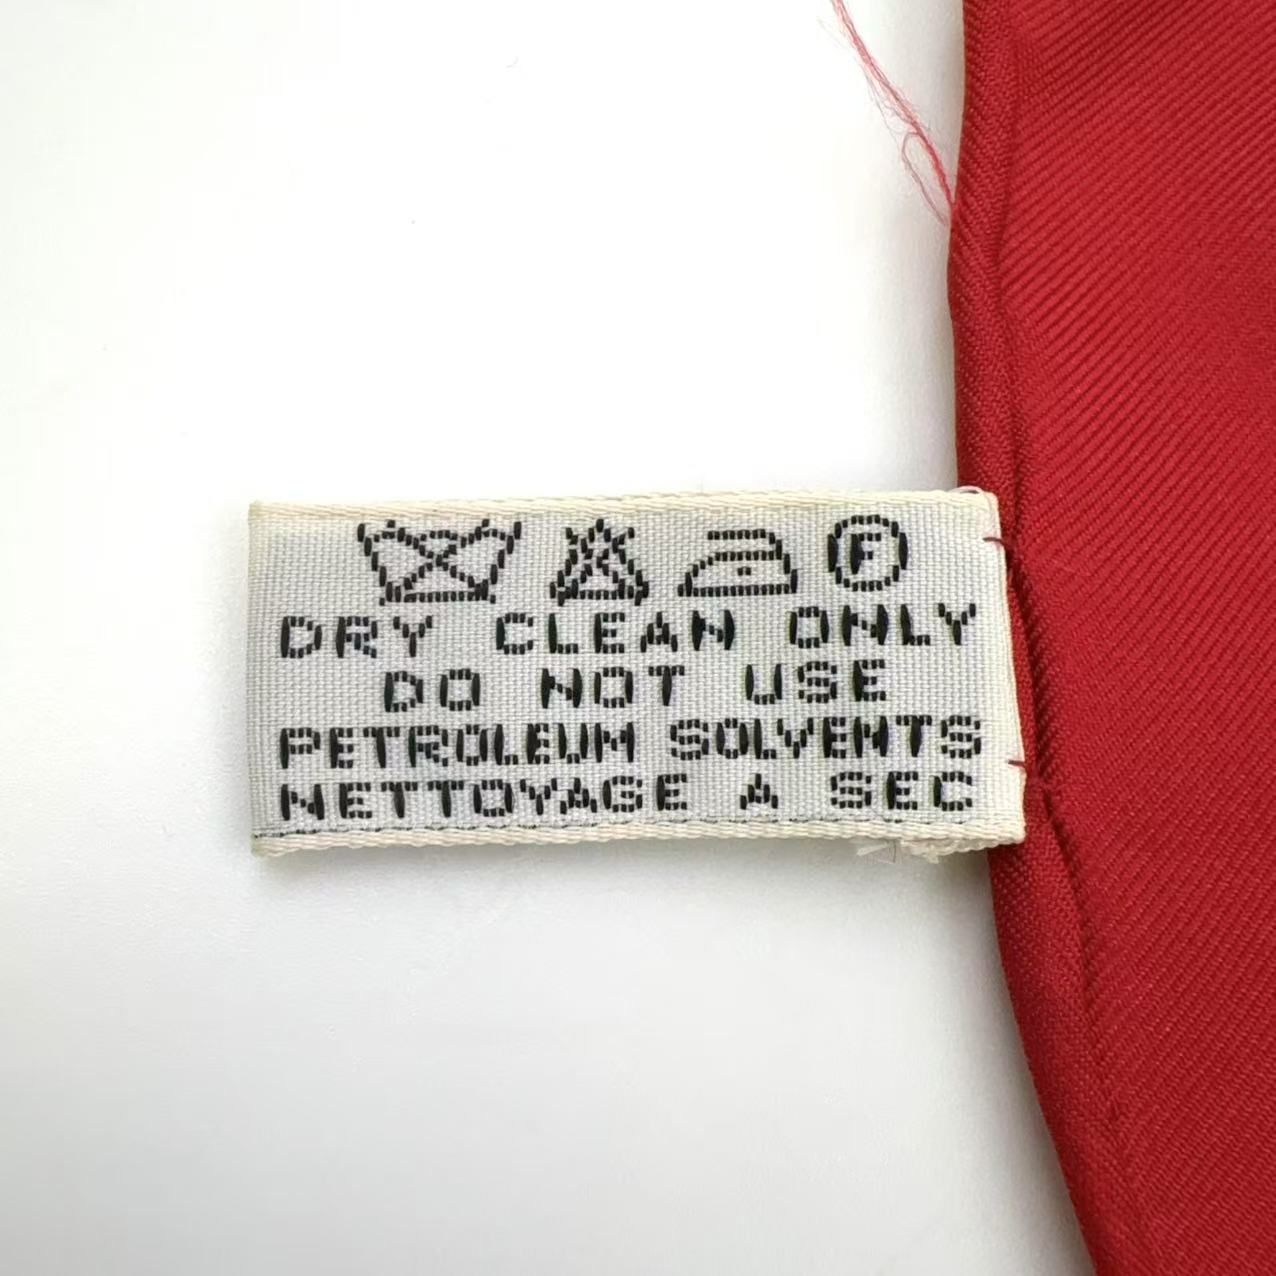 F
DRY CLEAN ONLY
DO NOT USE
PETROLEUM SOLVENTS
NETTOYAGE A SEC